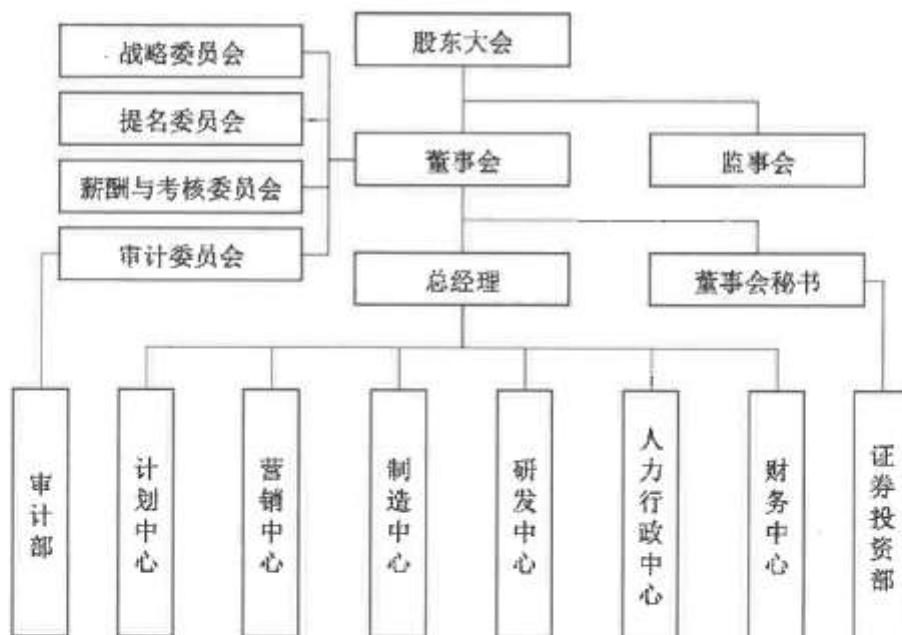 股东大会
战略委员会
提名委员会
董事会
监事会
薪酬与考核委员会
审计委员会
总经理
董事会秘书
审计部
计划中心
营销中心
制造中心
研发中心
人力行政中心
财务中心
证券投资部